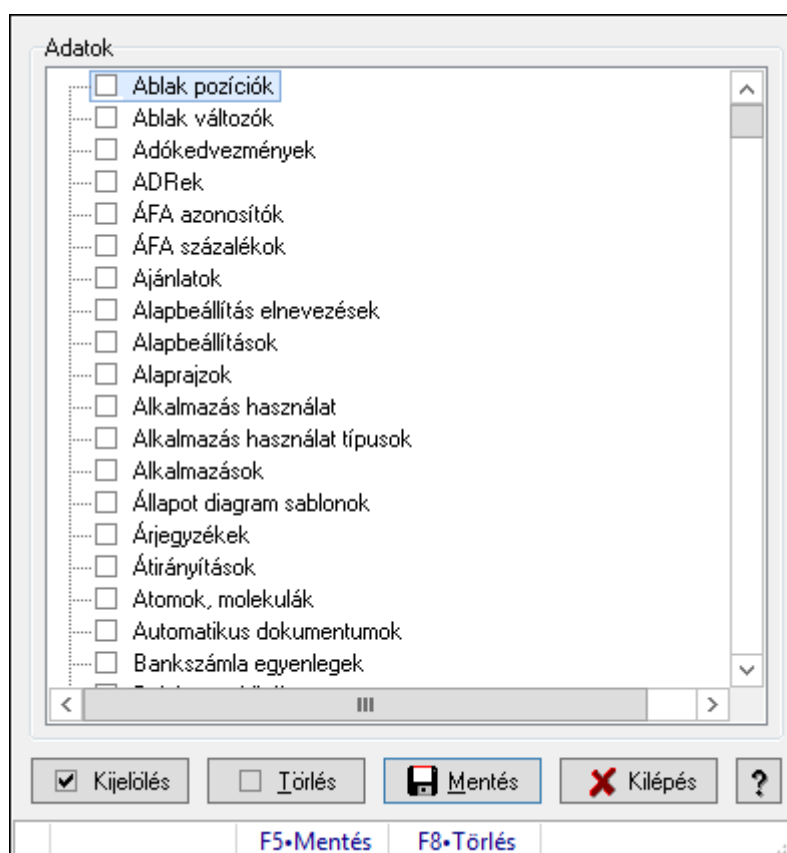 Adatok
Ablak pozíciók
Ablak változók
Adókedvezmények
ADRek
ÁFA azonosítók
ÁFA százalékok
Ajánlatok
Alapbeállítás elnevezések
Alapbeállítások
Alaprajzok
Alkalmazás használat
Alkalmazás használat típusok
Alkalmazások
Állapot diagram sablonok
Árjegyzékek
Átirányítások
Atomok, molekulák
Automatikus dokumentumok
Bankszámla egyenlegek
Kijelölés Törlés Mentés Kilépés ?
F5•Mentés F8•Törlés